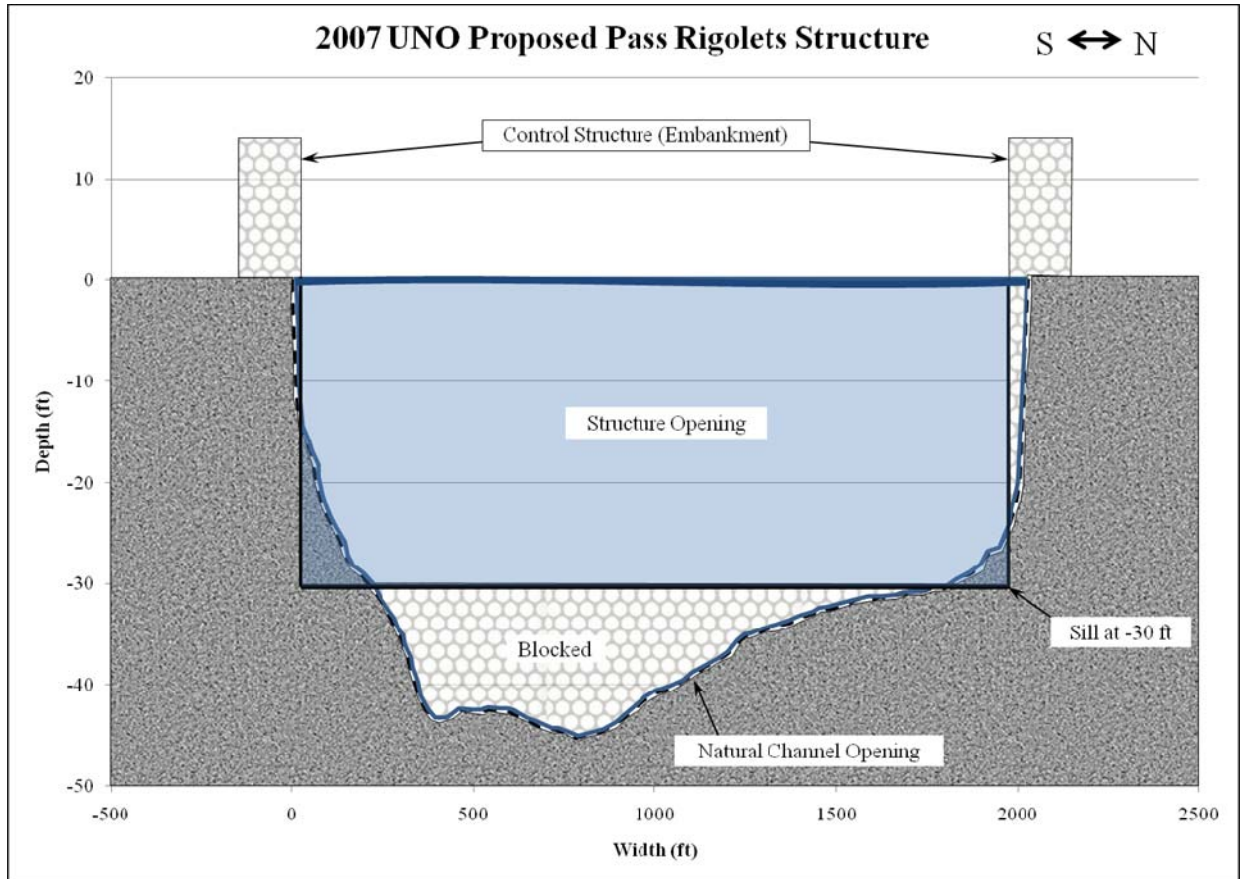 2007 UNO Proposed Pass Rigolets Structure
S ↔ N
Control Structure (Embankment)
20
10
0
-10
-20
-30
-40
-50
Depth (ft)
Structure Opening
Sill at -30 ft
Blocked
Natural Channel Opening
-500 0 500 1000 1500 2000 2500
Width (ft)